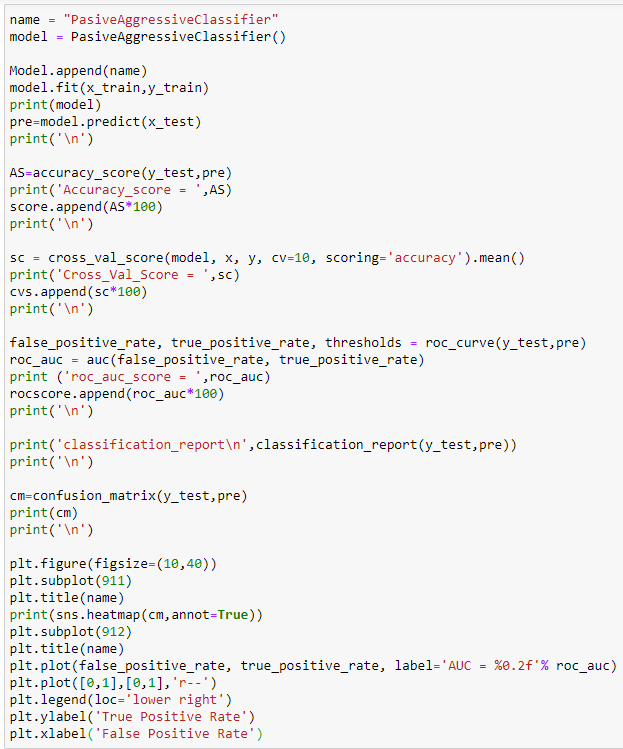 name = "PasiveAggressiveClassifier"
model = PasiveAggressiveClassifier()

Model.append(name)
model.fit(x_train,y_train)
print(model)
pre=model.predict(x_test)
print('\n')

AS=accuracy_score(y_test,pre)
print('Accuracy_score = ',AS)
score.append(AS*100)
print('\n')

sc = cross_val_score(model, x, y, cv=10, scoring='accuracy').mean()
print('Cross_Val_Score = ',sc)
cvs.append(sc*100)
print('\n')

false_positive_rate, true_positive_rate, thresholds = roc_curve(y_test,pre)
roc_auc = auc(false_positive_rate, true_positive_rate)
print ('roc_auc_score = ',roc_auc)
rocscore.append(roc_auc*100)
print('\n')

print('classification_report\n',classification_report(y_test,pre))
print('\n')

cm=confusion_matrix(y_test,pre)
print(cm)
print('\n')

plt.figure(figsize=(10,40))
plt.subplot(911)
plt.title(name)
print(sns.heatmap(cm,annot=True))
plt.subplot(912)
plt.title(name)
plt.plot(false_positive_rate, true_positive_rate, label='AUC = %0.2f'% roc_auc)
plt.plot([0,1],[0,1],'r--')
plt.legend(loc='lower right')
plt.ylabel('True Positive Rate')
plt.xlabel('False Positive Rate')